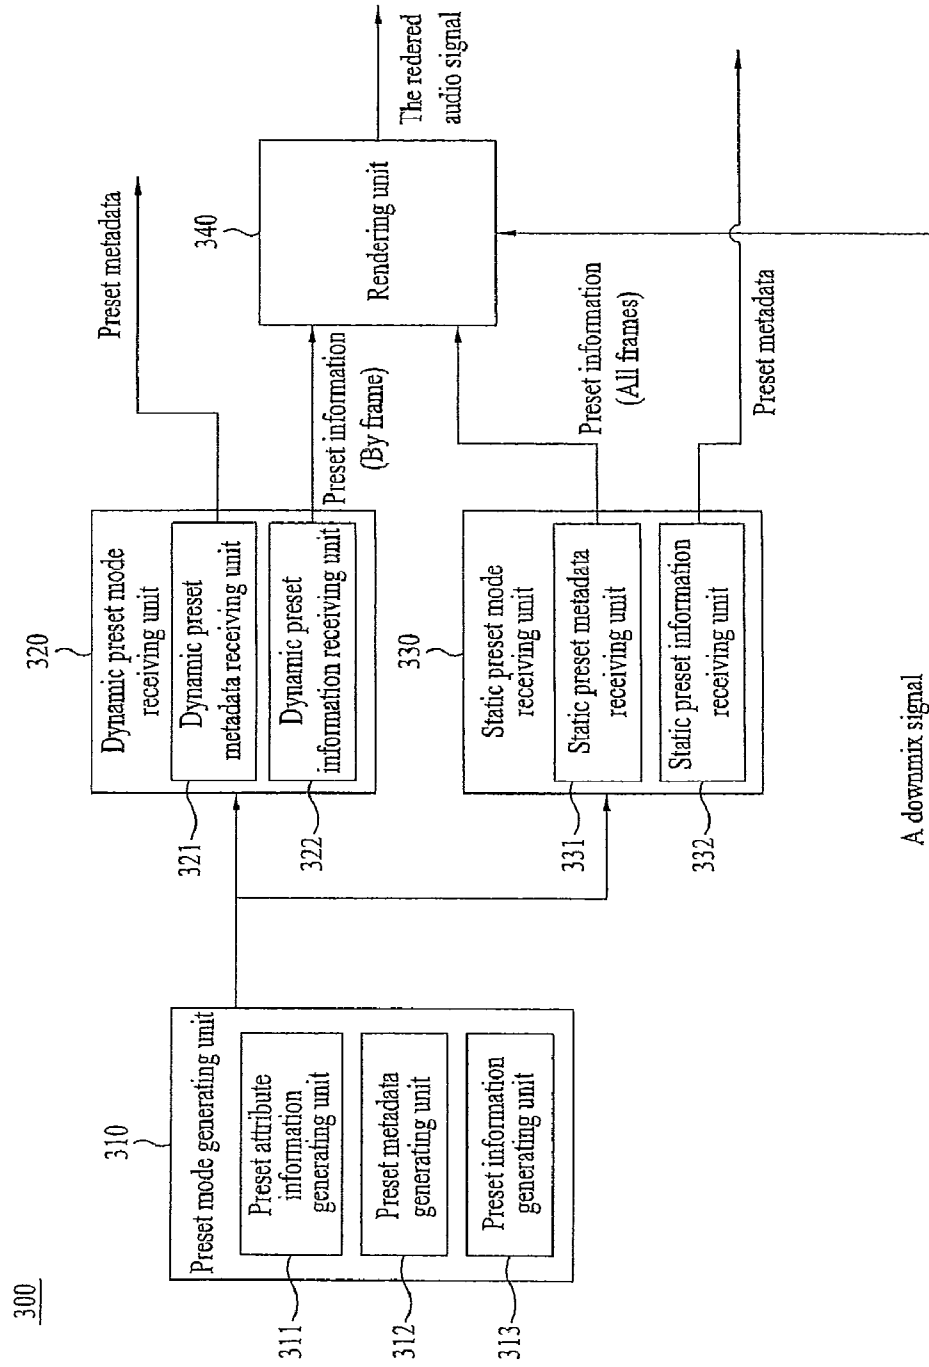 300
310
Preset mode generating unit
311
Preset attribute
information
generating unit
312
Preset metadata
generating unit
313
Preset information
generating unit
320
Dynamic preset mode
receiving unit
321
Dynamic preset
metadata receiving unit
322
Dynamic preset
information receiving unit
330
Static preset mode
receiving unit
331
Static preset metadata
receiving unit
332
Static preset information
receiving unit
Preset metadata
Preset information
(By frame)
Preset information
(All frames)
Preset metadata
340
Rendering unit
The redered
audio signal
A downmix signal